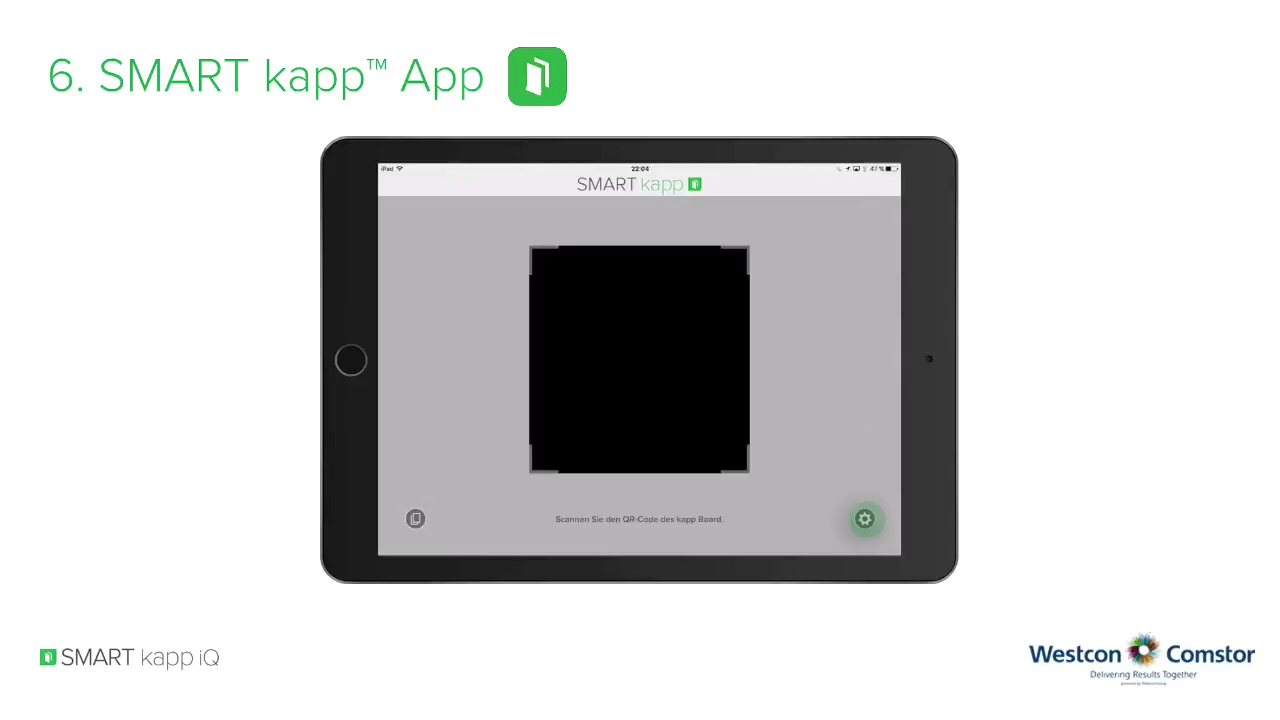 6. SMART kapp™ App
iPad
22:04
47 %
SMART kapp
Scannen Sie den QR-Code des kapp Board.
SMART kapp iQ
Westcon Comstor
Delivering Results Together